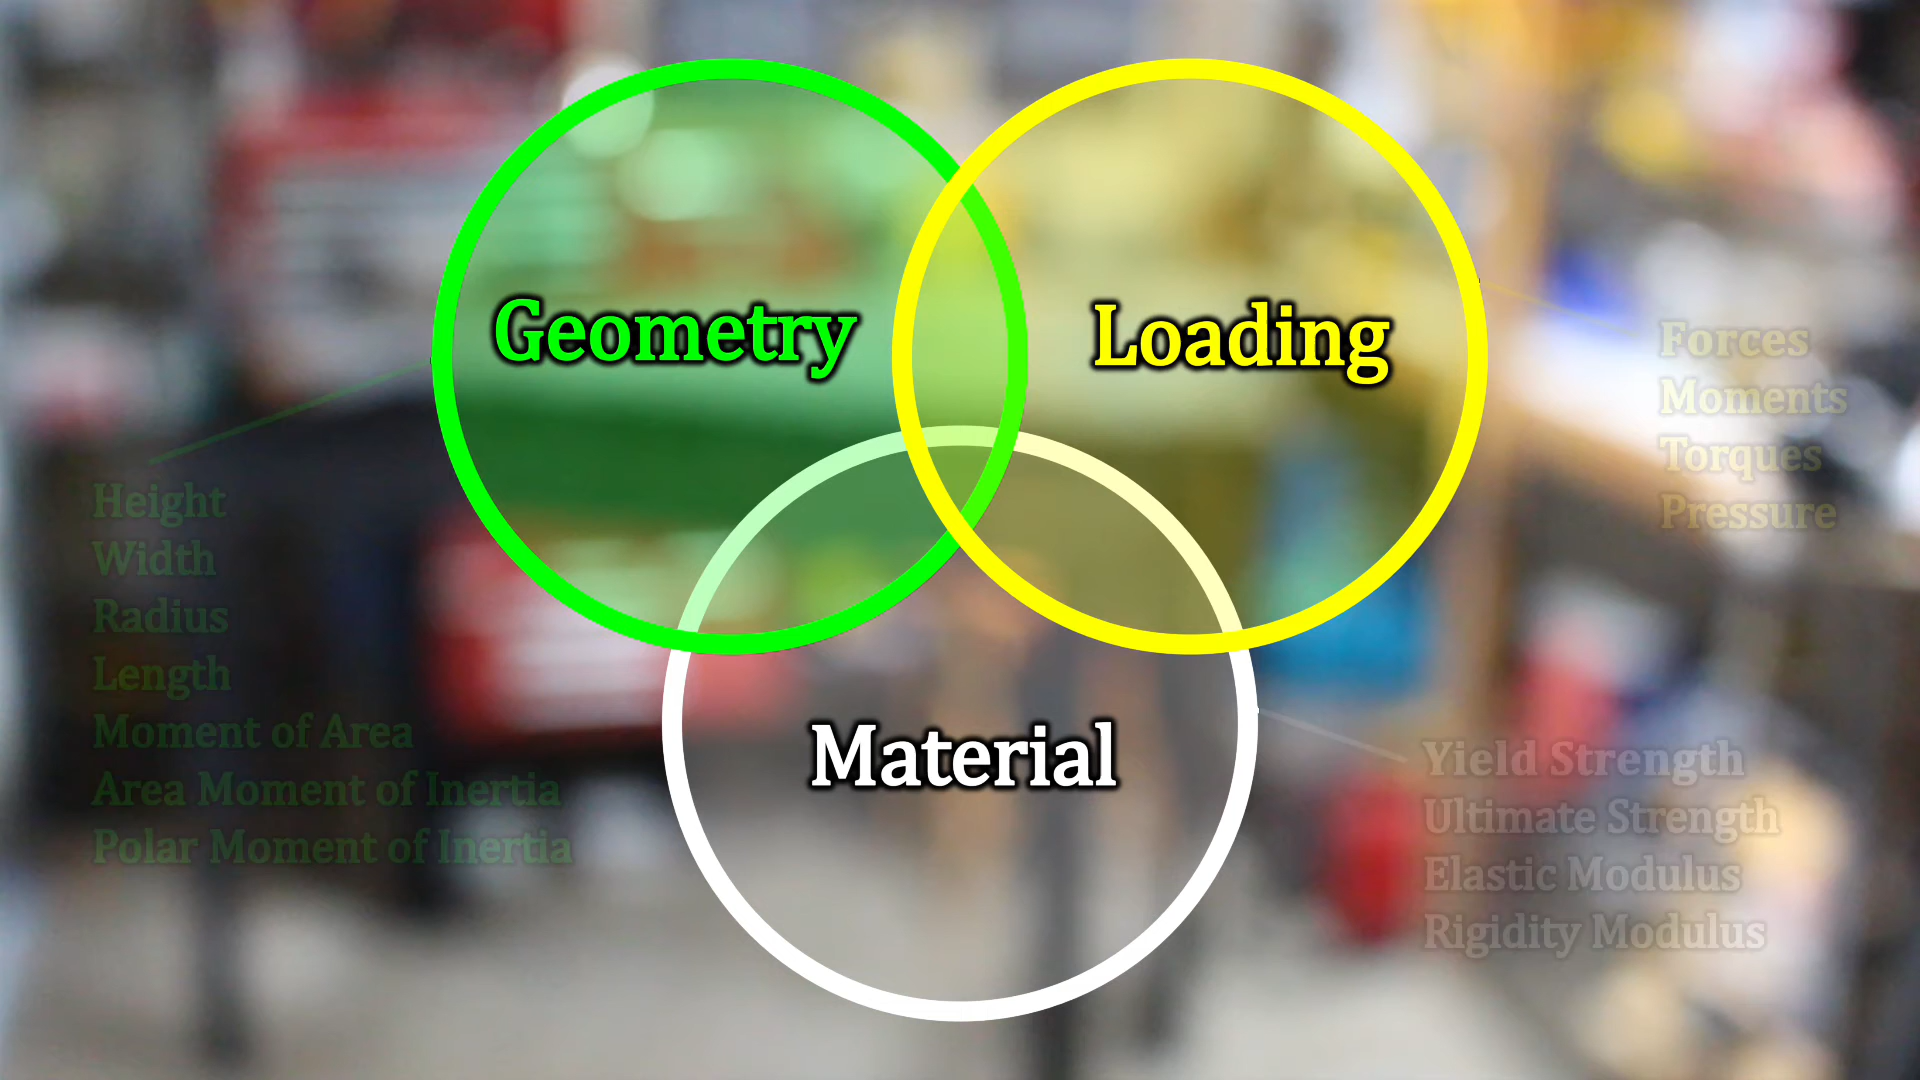 Geometry
Loading
Material
Height
Width
Radius
Length
Moment of Area
Area Moment of Inertia
Polar Moment of Inertia
Forces
Moments
Torques
Pressure
Yield Strength
Ultimate Strength
Elastic Modulus
Rigidity Modulus